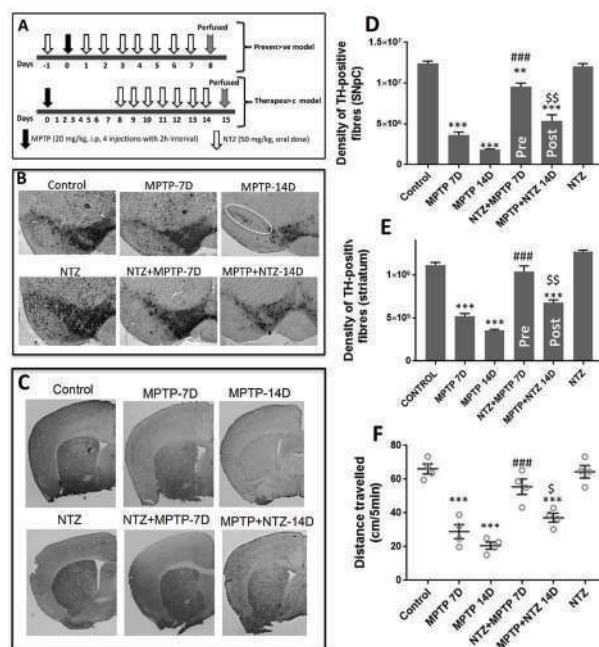 A
Perfused
Preven>ve model
Days -1 0 1 2 3 4 5 6 7 8
Perfused
Therapeu>c model
Days 0 1 2 3 4 5 6 7 8 9 10 11 12 13 14 15
MPTP (20 mg/kg, i.p, 4 injections with 2h interval)
NTZ (50 mg/kg, oral dose)
B
Control MPTP-7D MPTP-14D
NTZ NTZ+MPTP-7D MPTP+NTZ-14D
C
Control MPTP-7D MPTP-14D
NTZ NTZ+MPTP-7D MPTP+NTZ-14D
D
Density of TH-positive
fibres (SNpC)
1.5×10⁷
1.0×10⁷
5.0×10⁶
0
*** *** ### ** $$ ***
Pre Post
Control
MPTP 7D
MPTP 14D
NTZ+MPTP 7D
MPTP+NTZ 14D
NTZ
E
Density of TH-positive
fibres (striatum)
1×10⁶
5×10⁵
0
*** *** ### $$ ***
Pre Post
CONTROL
MPTP 7D
MPTP 14D
NTZ+MPTP 7D
MPTP+NTZ 14D
NTZ
F
Distance travelled
(cm/5min)
80
60
40
20
0
*** *** ### $ ***
Control
MPTP 7D
MPTP 14D
NTZ+MPTP 7D
MPTP+NTZ 14D
NTZ